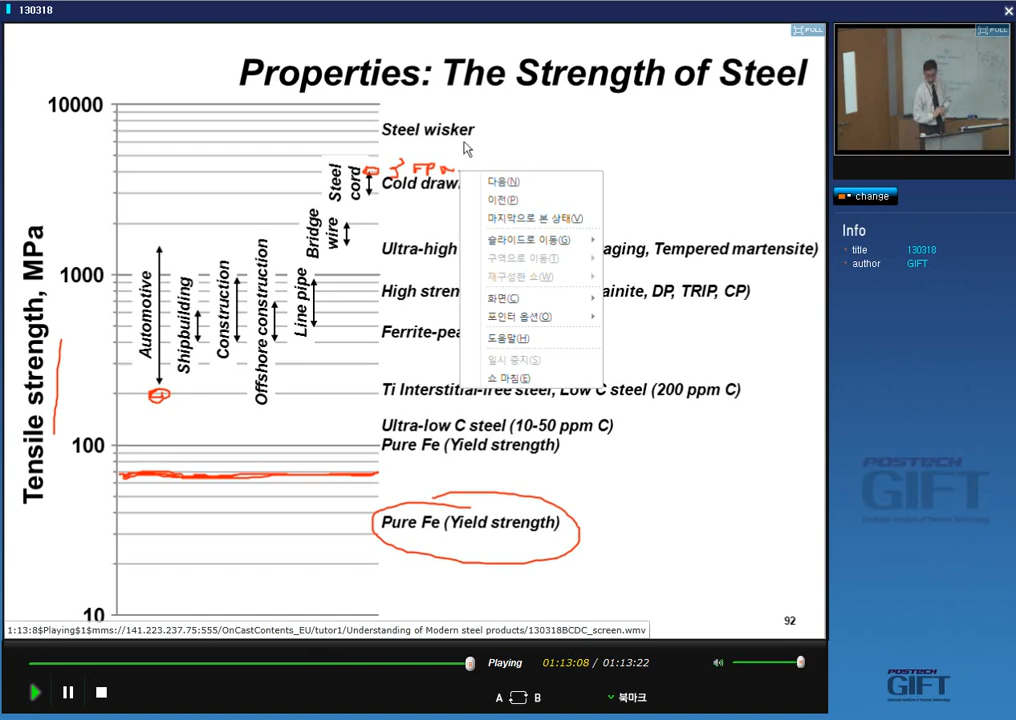 130318
FULL
Properties: The Strength of Steel
Tensile strength, MPa
10000
1000
100
10
Automotive
Shipbuilding
Construction
Offshore construction
Line pipe
Bridge wire
Steel cord
Steel wisker
Cold draw
Ultra-high
aging, Tempered martensite)
High stren
ainite, DP, TRIP, CP)
Ferrite-pea
Ti Interstitial-free steel, Low C steel (200 ppm C)
Ultra-low C steel (10-50 ppm C)
Pure Fe (Yield strength)
Pure Fe (Yield strength)
다음(N)
이전(P)
마지막으로 본 상태(V)
슬라이드로 이동(G)
구역으로 이동(T)
재구성한 쇼(W)
화면(C)
포인터 옵션(O)
도움말(H)
일시 중지(S)
쇼 마침(E)
92
1:13:8$Playing$1$mms://141.223.237.75:555/OnCastContents_EU/tutor1/Understanding of Modern steel products/130318BCDC_screen.wmv
Playing
01:13:08 / 01:13:22
A B
북마크
FULL
change
Info
title 130318
author GIFT
POSTECH
GIFT
POSTECH
GIFT